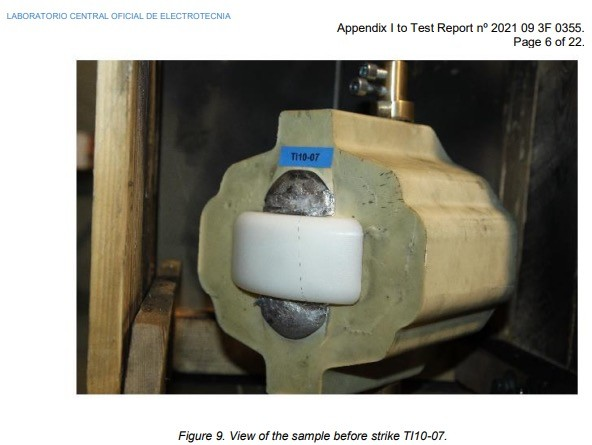 LABORATORIO CENTRAL OFICIAL DE ELECTROTECNIA
Appendix I to Test Report nº 2021 09 3F 0355.
Page 6 of 22.
TI10-07
Figure 9. View of the sample before strike TI10-07.